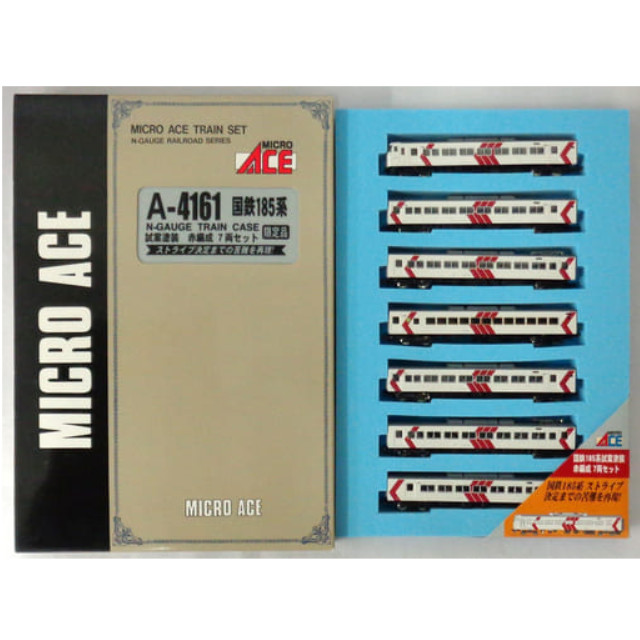 MICRO ACE
MICRO ACE TRAIN SET
N-GAUGE RAILROAD SERIES
MICRO
ACE
A-4161 国鉄185系
N-GAUGE TRAIN CASE
試案塗装 赤編成 7両セット 限定品
ストライプ決定までの苦難を再現!
MICRO ACE
MICRO
ACE
国鉄185系試案塗装
赤編成 7両セット
国鉄185系 ストライプ
決定までの苦難を再現!